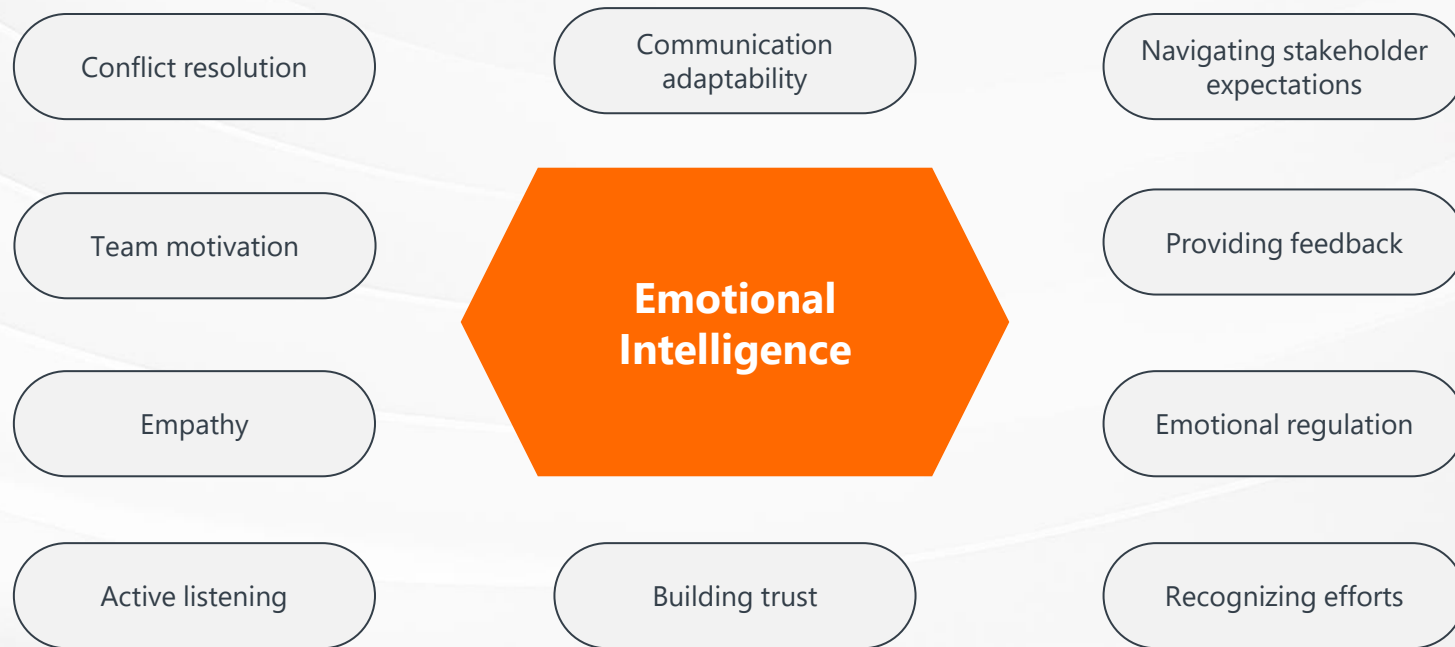 Conflict resolution
Communication
adaptability
Navigating stakeholder
expectations
Team motivation
Providing feedback
Emotional
Intelligence
Empathy
Emotional regulation
Active listening
Building trust
Recognizing efforts